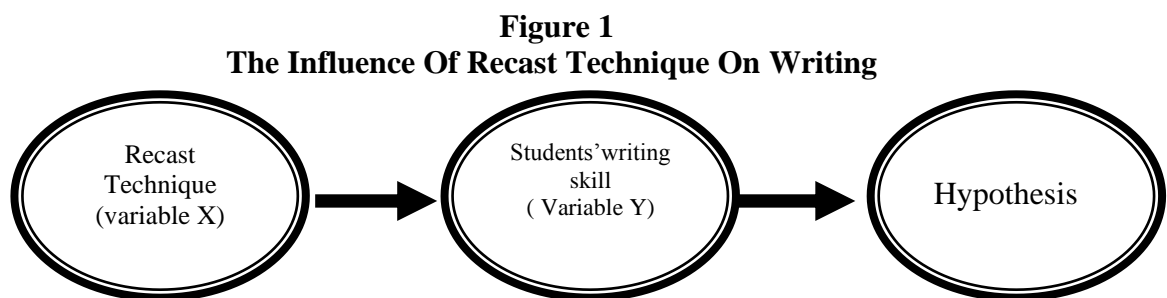 Figure 1
The Influence Of Recast Technique On Writing
Recast
Technique
(variable X)
Students’writing
skill
( Variable Y)
Hypothesis